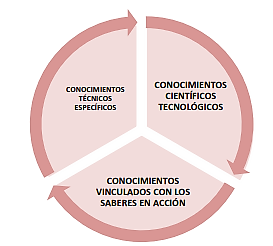 CONOCIMIENTOS
TÉCNICOS
ESPECÍFICOS
CONOCIMIENTOS
CIENTÍFICOS
TECNOLÓGICOS
CONOCIMIENTOS
VINCULADOS CON LOS
SABERES EN ACCIÓN